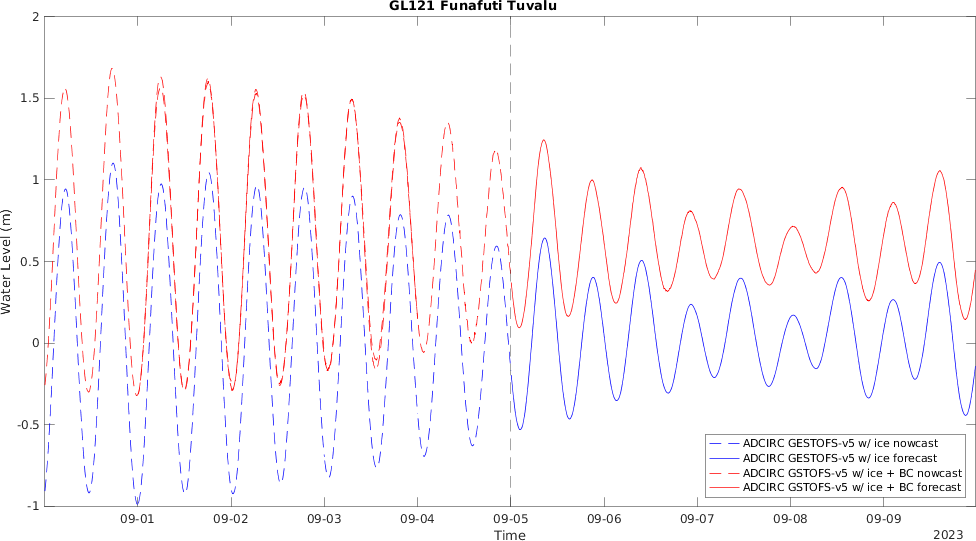 GL121 Funafuti Tuvalu
2
1.5
1
0.5
0
-0.5
-1
Water Level (m)
09-01 09-02 09-03 09-04 09-05 09-06 09-07 09-08 09-09
Time
2023
ADCIRC GESTOFS-v5 w/ ice nowcast
ADCIRC GESTOFS-v5 w/ ice forecast
ADCIRC GSTOFS-v5 w/ ice + BC nowcast
ADCIRC GSTOFS-v5 w/ ice + BC forecast